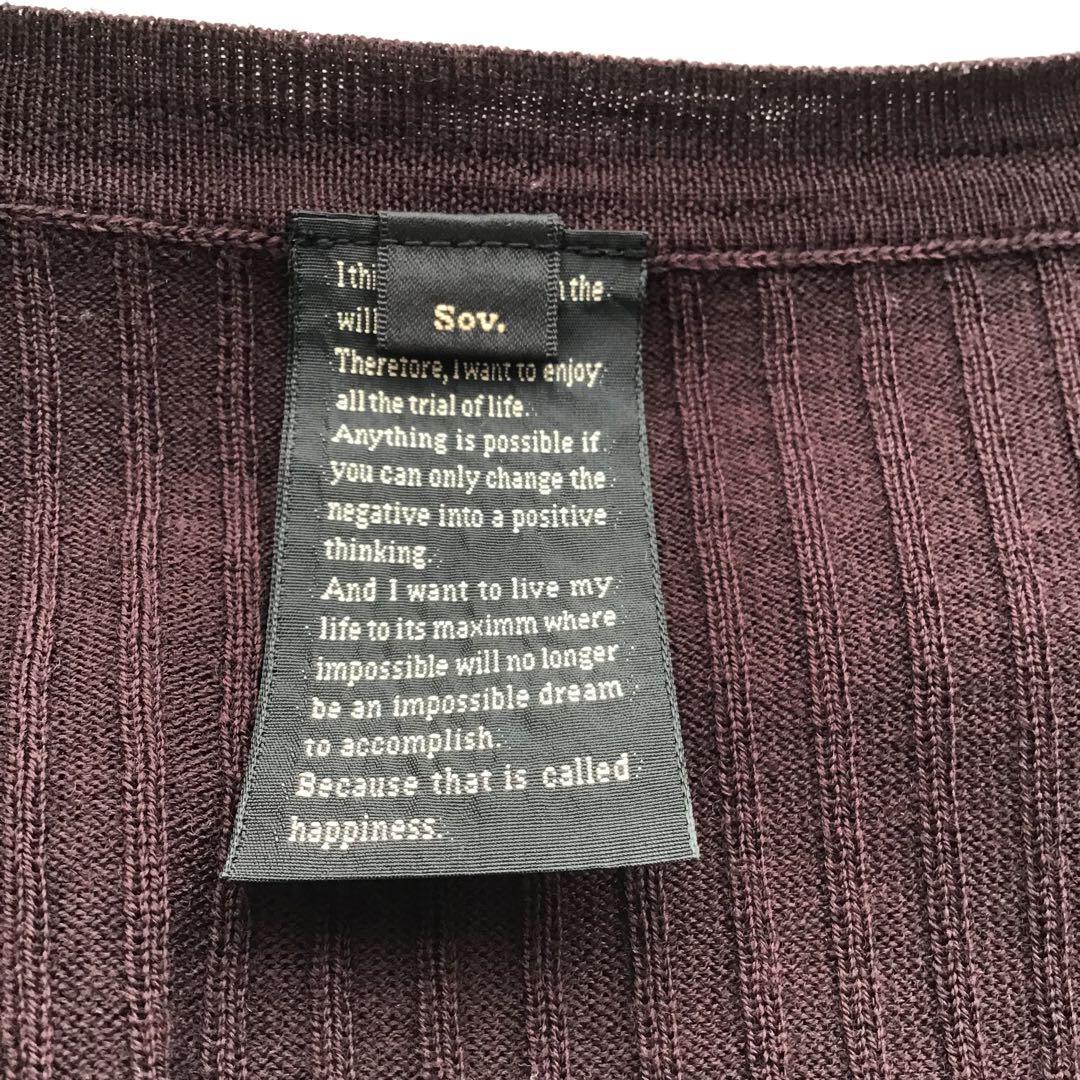 Sov.
the
will
Therefore, I want to enjoy
all the trial of life.
Anything is possible if
you can only change the
negative into a positive
thinking.
And I want to live my
life to its maximm where
impossible will no longer
be an impossible dream
to accomplish.
Because that is called
happiness.